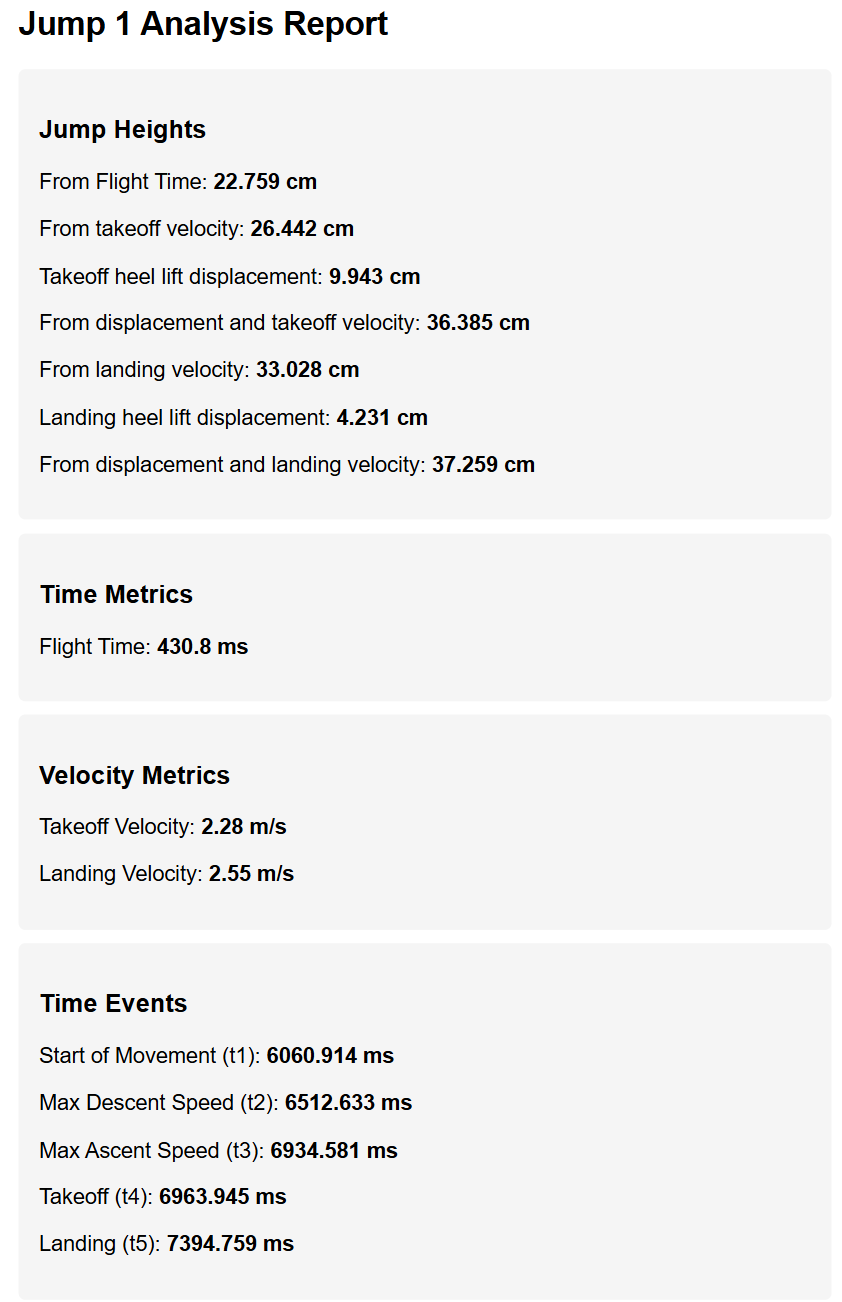 Jump 1 Analysis Report
Jump Heights
From Flight Time: 22.759 cm
From takeoff velocity: 26.442 cm
Takeoff heel lift displacement: 9.943 cm
From displacement and takeoff velocity: 36.385 cm
From landing velocity: 33.028 cm
Landing heel lift displacement: 4.231 cm
From displacement and landing velocity: 37.259 cm
Time Metrics
Flight Time: 430.8 ms
Velocity Metrics
Takeoff Velocity: 2.28 m/s
Landing Velocity: 2.55 m/s
Time Events
Start of Movement (t1): 6060.914 ms
Max Descent Speed (t2): 6512.633 ms
Max Ascent Speed (t3): 6934.581 ms
Takeoff (t4): 6963.945 ms
Landing (t5): 7394.759 ms